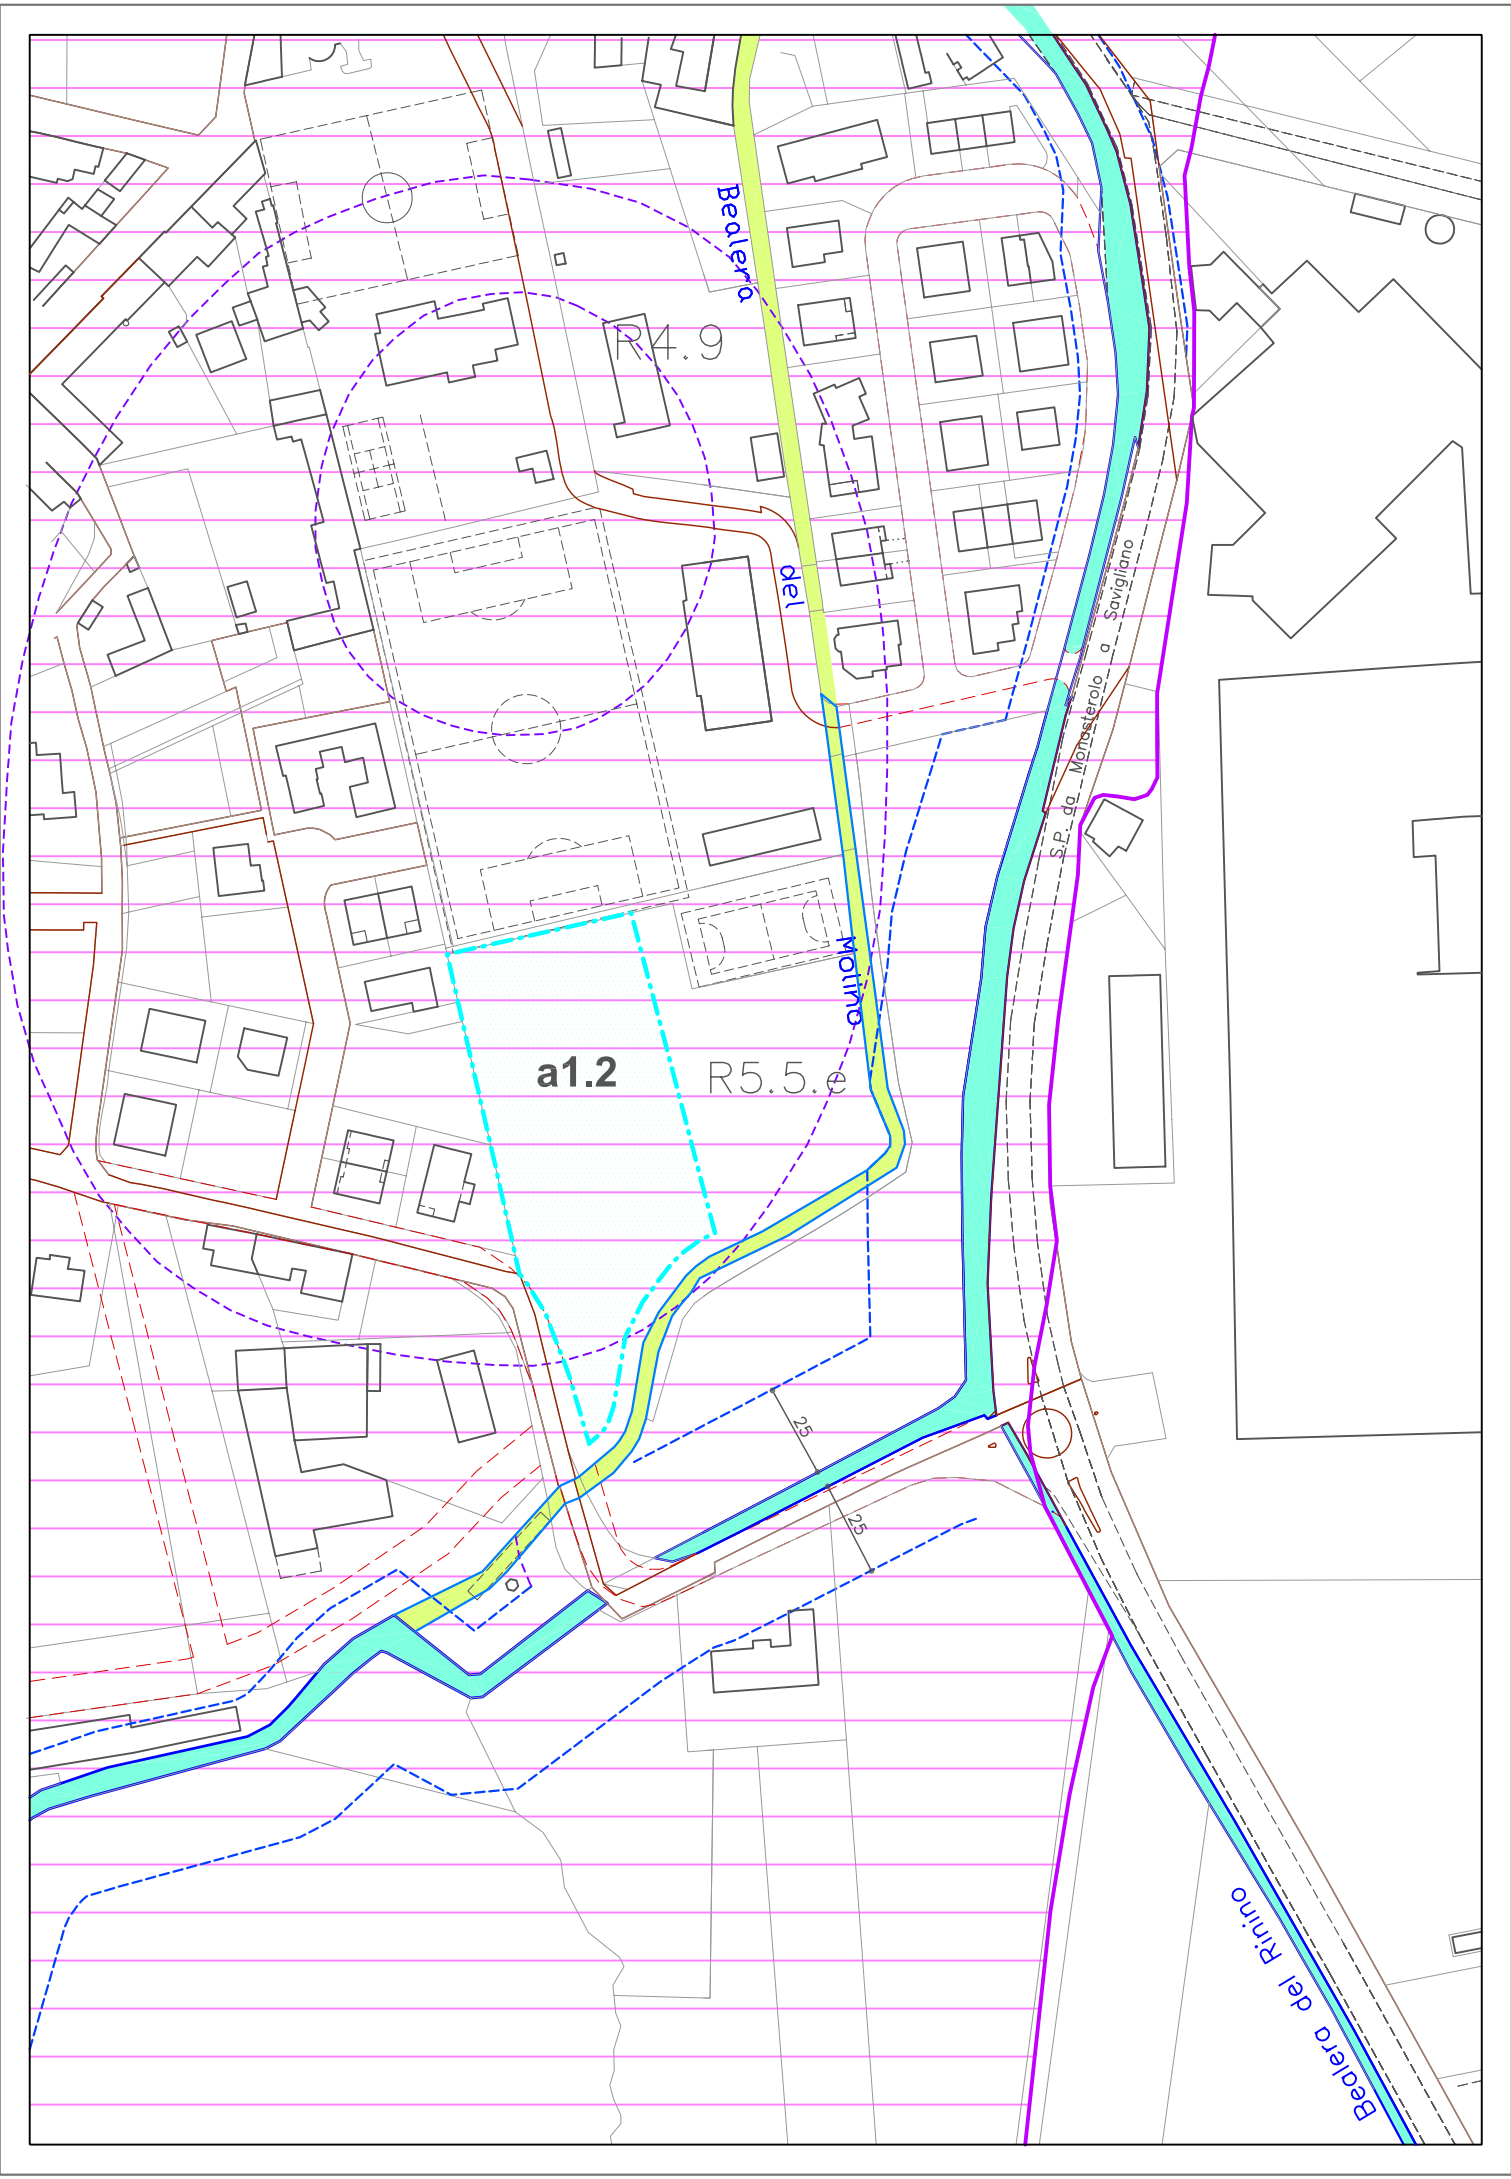 Bealera
R4.9
del
S.P. da Monasterolo a Savigliano
Molino
a1.2
R5.5.e
25
25
Bealera del Rinino